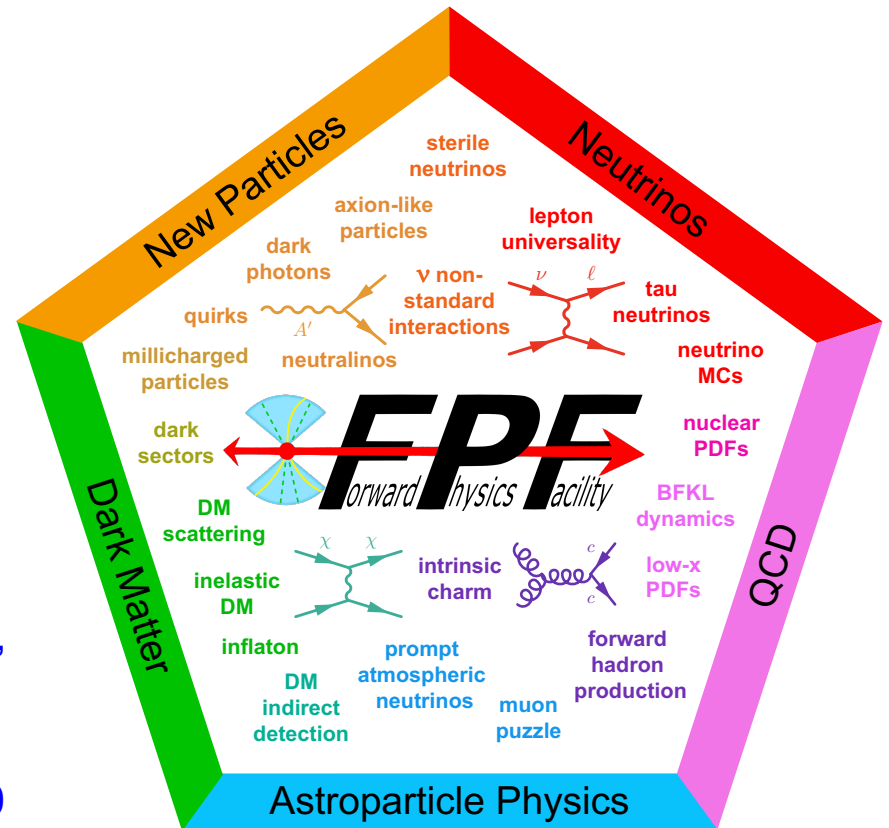 New Particles
Neutrinos
sterile
neutrinos
axion-like
particles
lepton
universality
dark
photons
ν non-
standard
interactions
ν
ℓ
tau
neutrinos
quirks
A′
neutralinos
millicharged
particles
neutrino
MCs
dark
sectors
nuclear
PDFs
FPF
Forward Physics Facility
BFKL
dynamics
Dark Matter
QCD
DM
scattering
χ χ
intrinsic
charm
c
c
low-x
PDFs
inelastic
DM
inflaton
prompt
atmospheric
neutrinos
forward
hadron
production
DM
indirect
detection
muon
puzzle
Astroparticle Physics
,
)